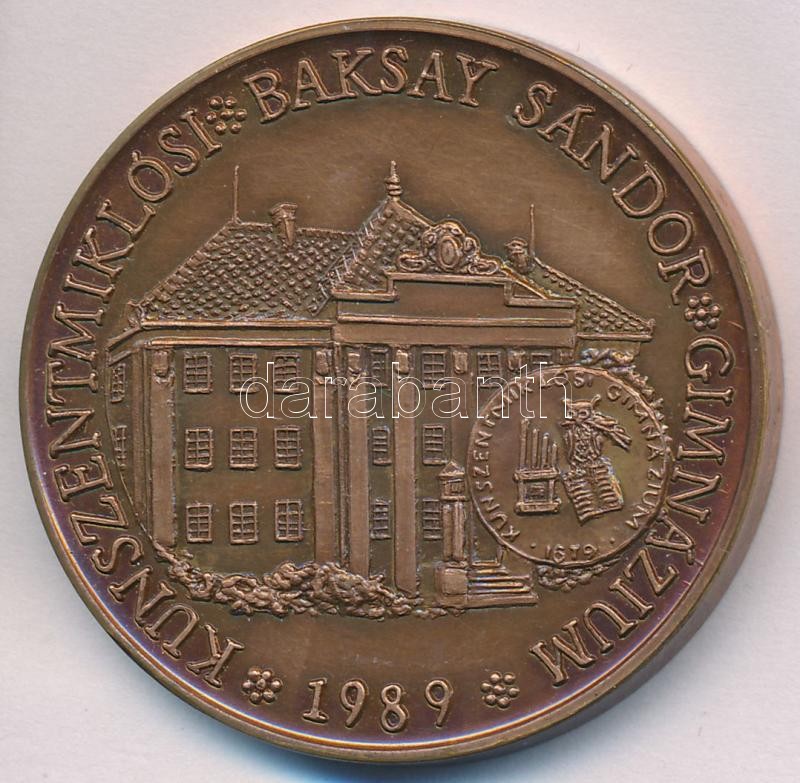 KUNSZENTMIKLÓSI BAKSAY SÁNDOR GIMNÁZIUM
1989
KUNSZENTMIKLÓSI GIMNÁZIUM
1679
darabanth